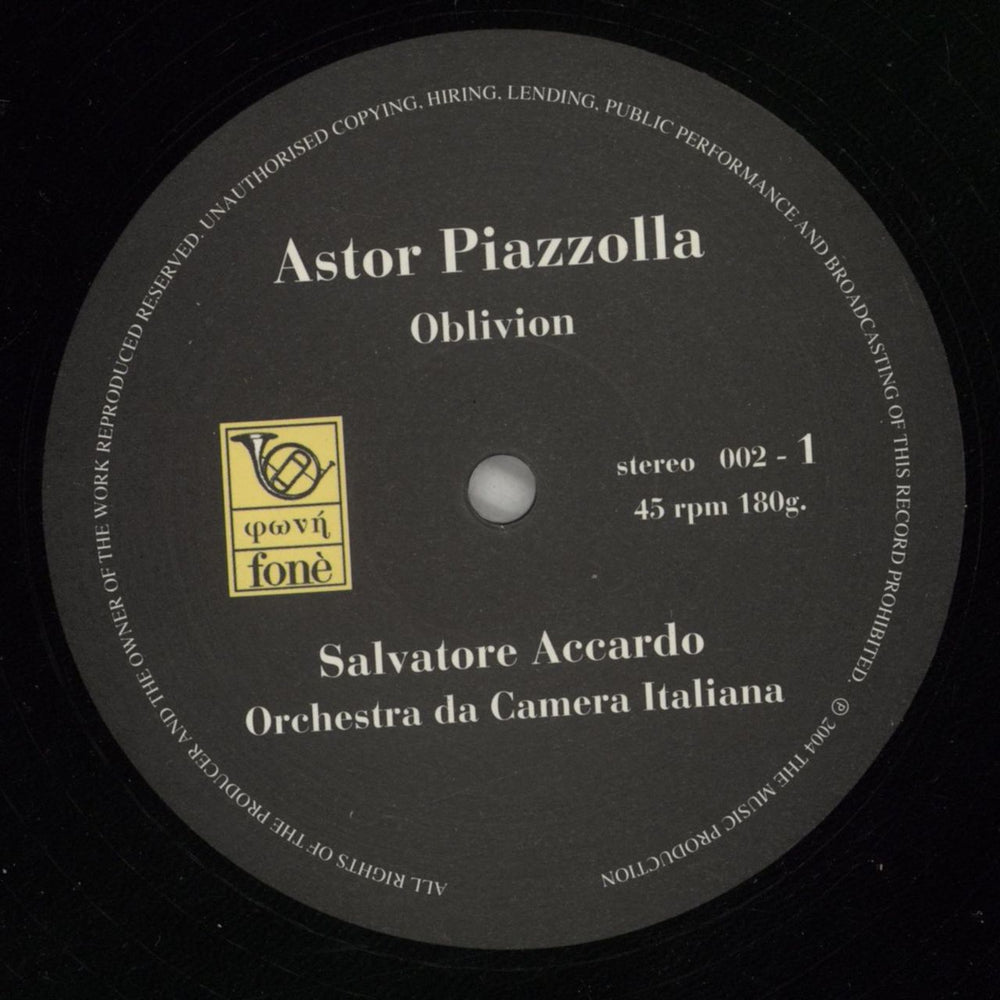 ALL RIGHTS OF THE PRODUCER AND THE OWNER OF THE WORK REPRODUCED RESERVED. UNAUTHORISED COPYING, HIRING, LENDING, PUBLIC PERFORMANCE AND BROADCASTING OF THIS RECORD PROHIBITED. ℗ 2004 THE MUSIC PRODUCTION
Astor Piazzolla
Oblivion
stereo 002 - 1
45 rpm 180g.
φωνή
fonè
Salvatore Accardo
Orchestra da Camera Italiana